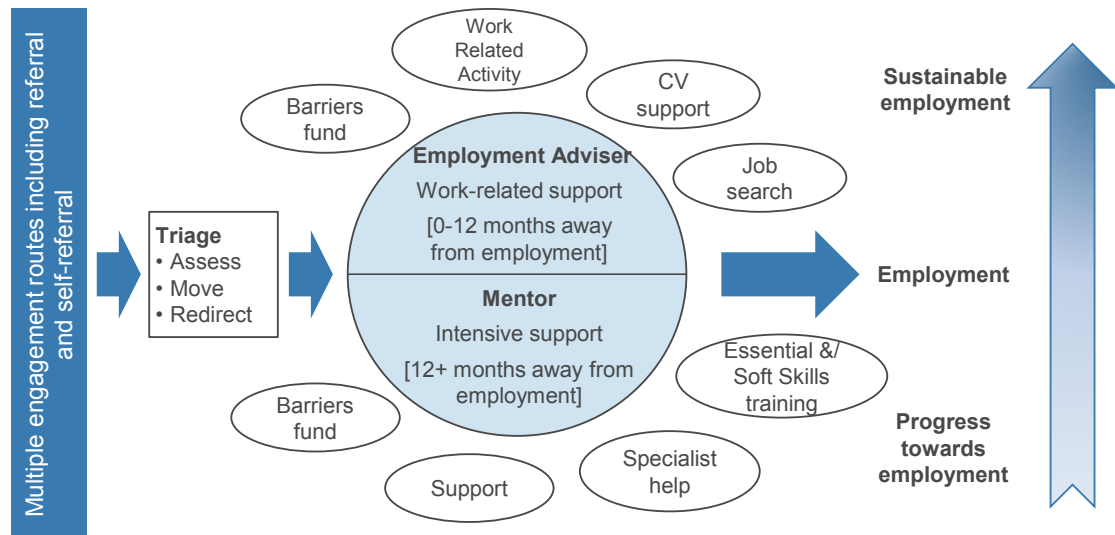 Multiple engagement routes including referral
and self-referral
Triage
• Assess
• Move
• Redirect
Barriers
fund
Work
Related
Activity
CV
support
Job
search
Employment Adviser
Work-related support
[0-12 months away
from employment]
Mentor
Intensive support
[12+ months away from
employment]
Barriers
fund
Support
Specialist
help
Essential &/
Soft Skills
training
Sustainable
employment
Employment
Progress
towards
employment